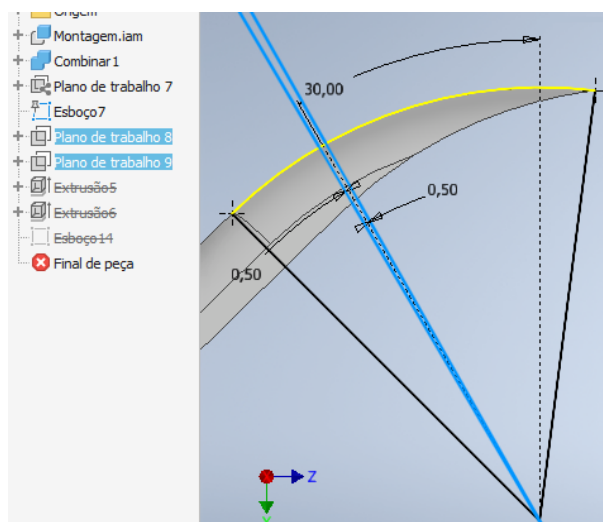 Origem
Montagem.iam
Combinar1
Plano de trabalho 7
Esboço7
Plano de trabalho 8
Plano de trabalho 9
Extrusão5
Extrusão6
Esboço14
Final de peça
30,00
0,50
0,50
Z